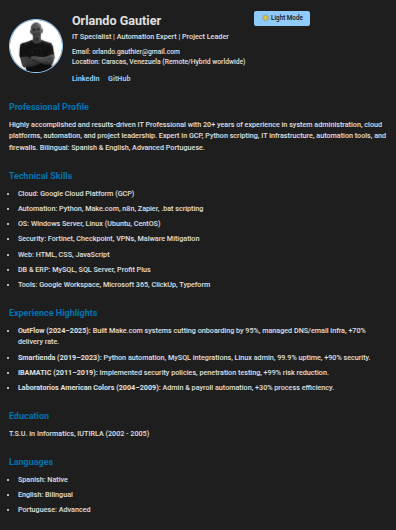 Orlando Gautier
Light Mode
IT Specialist | Automation Expert | Project Leader
Email: orlando.gauthier@gmail.com
Location: Caracas, Venezuela (Remote/Hybrid worldwide)
LinkedIn GitHub
Professional Profile
Highly accomplished and results-driven IT Professional with 20+ years of experience in system administration, cloud
platforms, automation, and project leadership. Expert in GCP, Python scripting, IT infrastructure, automation tools, and
firewalls. Bilingual: Spanish & English, Advanced Portuguese.
Technical Skills
• Cloud: Google Cloud Platform (GCP)
• Automation: Python, Make.com, n8n, Zapier, .bat scripting
• OS: Windows Server, Linux (Ubuntu, CentOS)
• Security: Fortinet, Checkpoint, VPNs, Malware Mitigation
• Web: HTML, CSS, JavaScript
• DB & ERP: MySQL, SQL Server, Profit Plus
• Tools: Google Workspace, Microsoft 365, ClickUp, Typeform
Experience Highlights
• OutFlow (2024–2025): Built Make.com systems cutting onboarding by 95%, managed DNS/email infra, +70%
delivery rate.
• Smartienda (2019–2023): Python automation, MySQL integrations, Linux admin, 99.9% uptime, +90% security.
• IBAMATIC (2011–2019): Implemented security policies, penetration testing, +99% risk reduction.
• Laboratorios American Colors (2004–2009): Admin & payroll automation, +30% process efficiency.
Education
T.S.U. in Informatics, IUTIRLA (2002 - 2005)
Languages
• Spanish: Native
• English: Bilingual
• Portuguese: Advanced